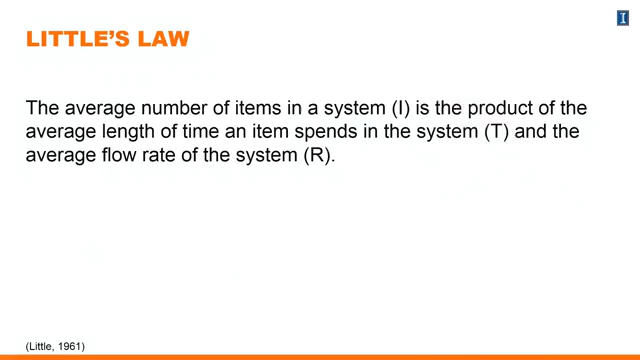 LITTLE'S LAW
The average number of items in a system (I) is the product of the
average length of time an item spends in the system (T) and the
average flow rate of the system (R).
(Little, 1961)